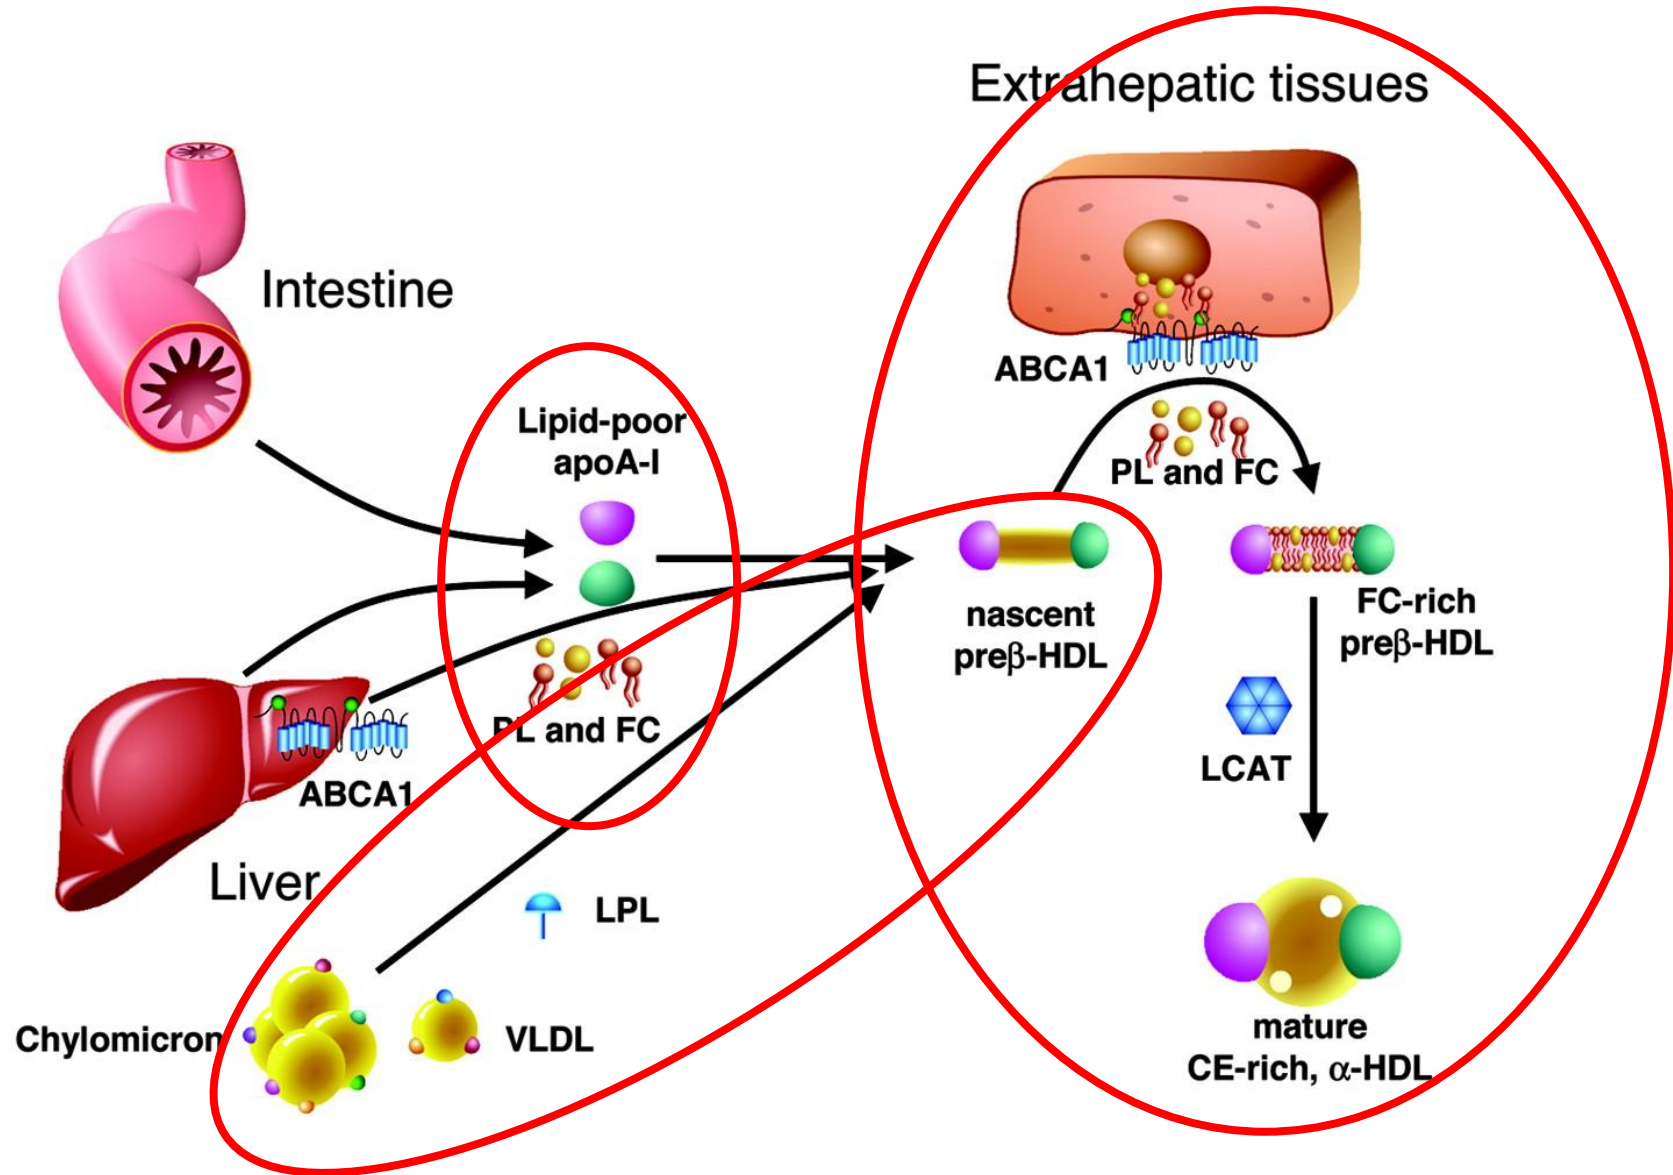 Extrahepatic tissues
Intestine
ABCA1
Lipid-poor
apoA-I
PL and FC
nascent
preβ-HDL
FC-rich
preβ-HDL
PL and FC
LCAT
ABCA1
Liver
LPL
Chylomicron
VLDL
mature
CE-rich, α-HDL